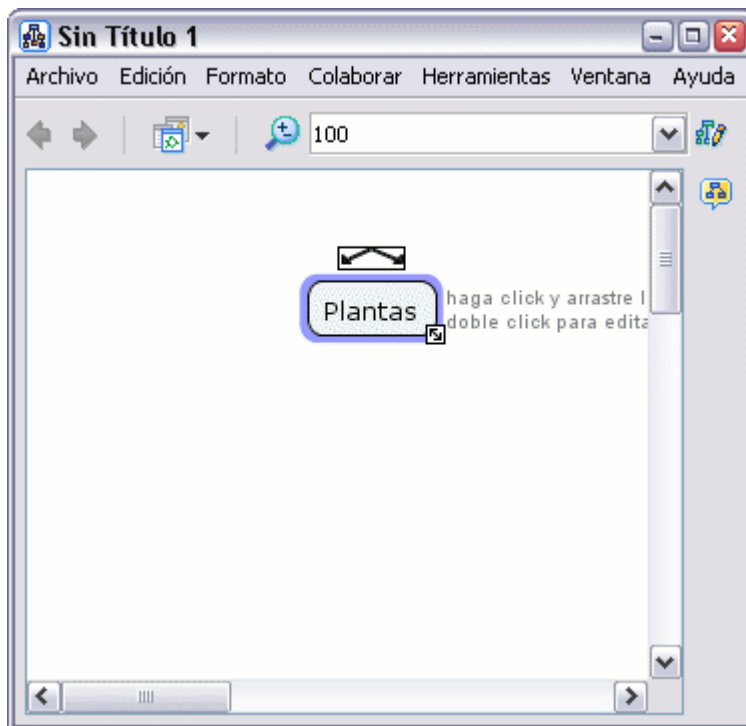 Sin Título 1
Archivo Edición Formato Colaborar Herramientas Ventana Ayuda
100
Plantas
haga click y arrastre l
doble click para edita